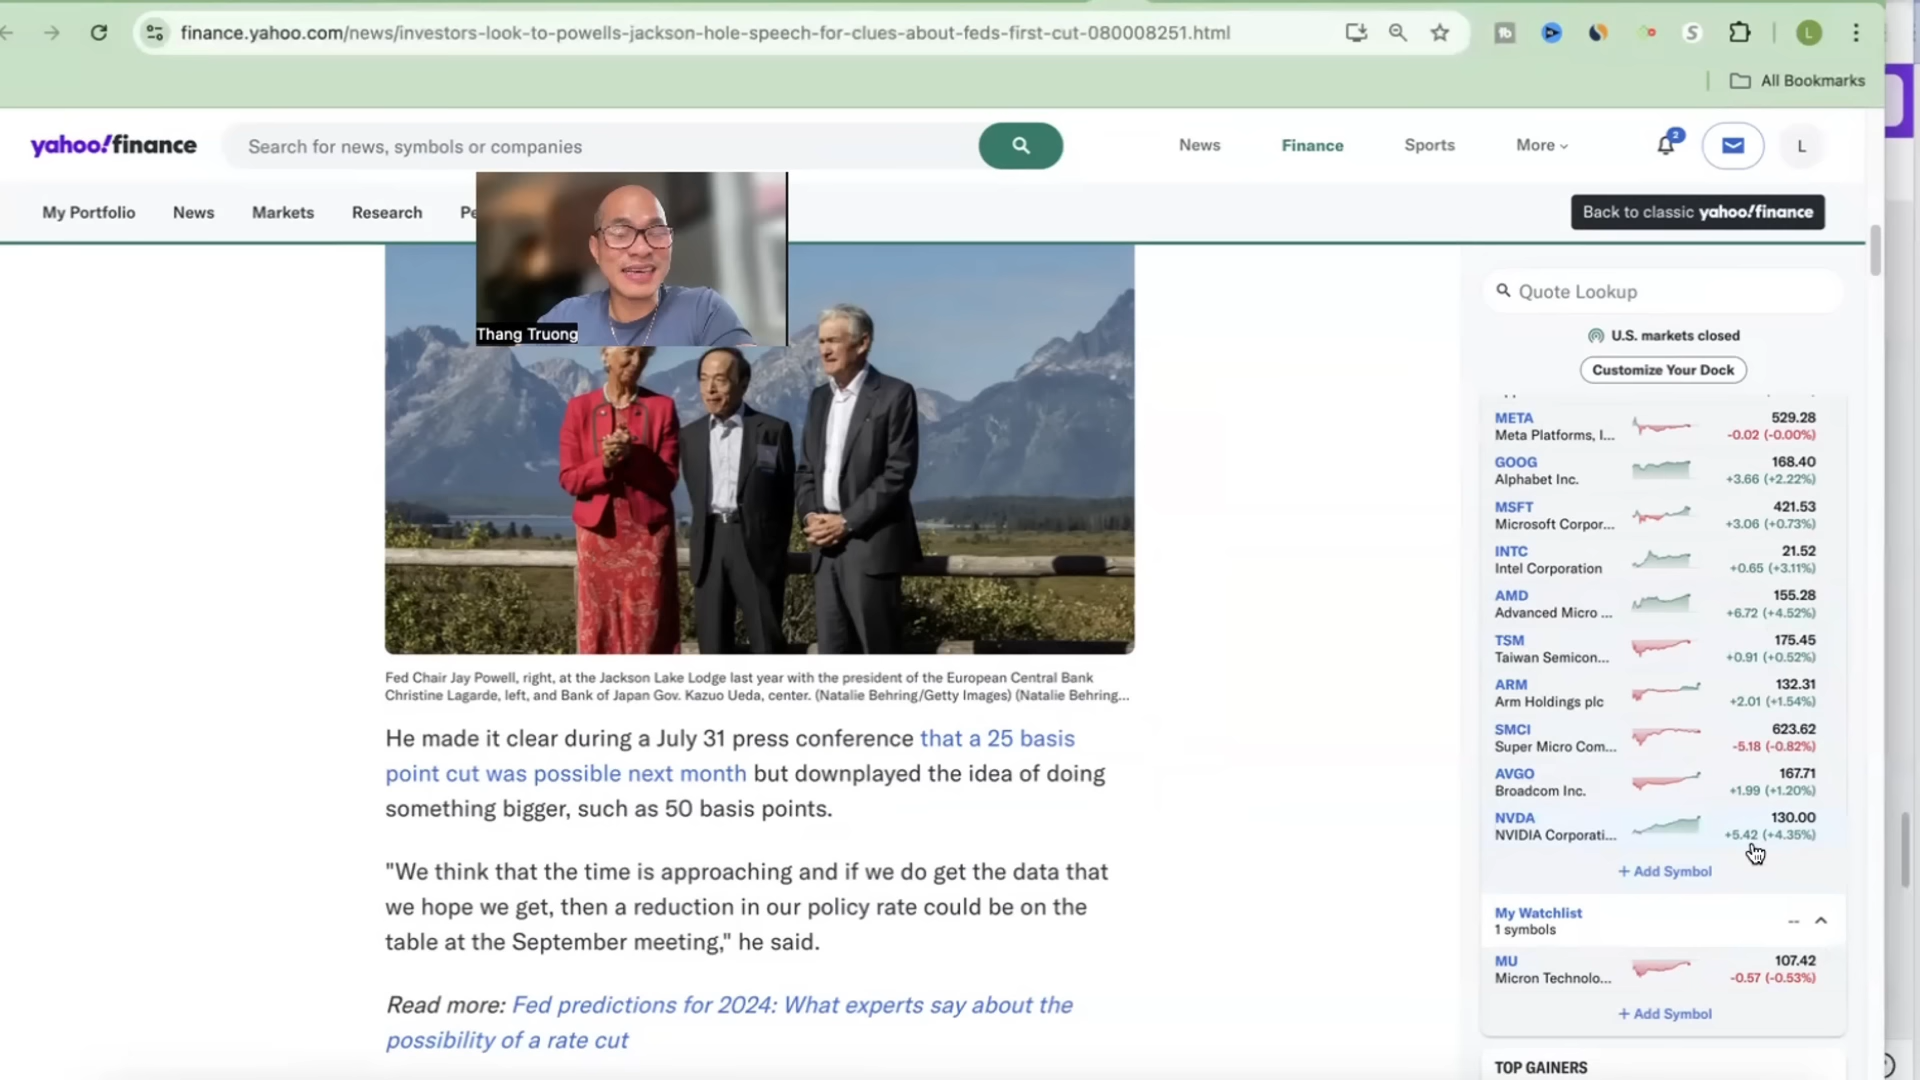 finance.yahoo.com/news/investors-look-to-powells-jackson-hole-speech-for-clues-about-feds-first-cut-080008251.html
L
All Bookmarks
yahoo!finance
Search for news, symbols or companies
News
Finance
Sports
More
2
L
My Portfolio
News
Markets
Research
Back to classic yahoo!finance
Thang Truong
Fed Chair Jay Powell, right, at the Jackson Lake Lodge last year with the president of the European Central Bank
Christine Lagarde, left, and Bank of Japan Gov. Kazuo Ueda, center. (Natalie Behring/Getty Images) (Natalie Behring...
He made it clear during a July 31 press conference that a 25 basis
point cut was possible next month but downplayed the idea of doing
something bigger, such as 50 basis points.
"We think that the time is approaching and if we do get the data that
we hope we get, then a reduction in our policy rate could be on the
table at the September meeting," he said.
Read more: Fed predictions for 2024: What experts say about the
possibility of a rate cut
Quote Lookup
U.S. markets closed
Customize Your Dock
META 529.28
Meta Platforms, I... -0.02 (-0.00%)
GOOG 168.40
Alphabet Inc. +3.66 (+2.22%)
MSFT 421.53
Microsoft Corpor... +3.06 (+0.73%)
INTC 21.52
Intel Corporation +0.65 (+3.11%)
AMD 155.28
Advanced Micro ... +6.72 (+4.52%)
TSM 175.45
Taiwan Semicon... +0.91 (+0.52%)
ARM 132.31
Arm Holdings plc +2.01 (+1.54%)
SMCI 623.62
Super Micro Com... -5.18 (-0.82%)
AVGO 167.71
Broadcom Inc. +1.99 (+1.20%)
NVDA 130.00
NVIDIA Corporati... +5.42 (+4.35%)
+ Add Symbol
My Watchlist --
1 symbols
MU 107.42
Micron Technolo... -0.57 (-0.53%)
+ Add Symbol
TOP GAINERS